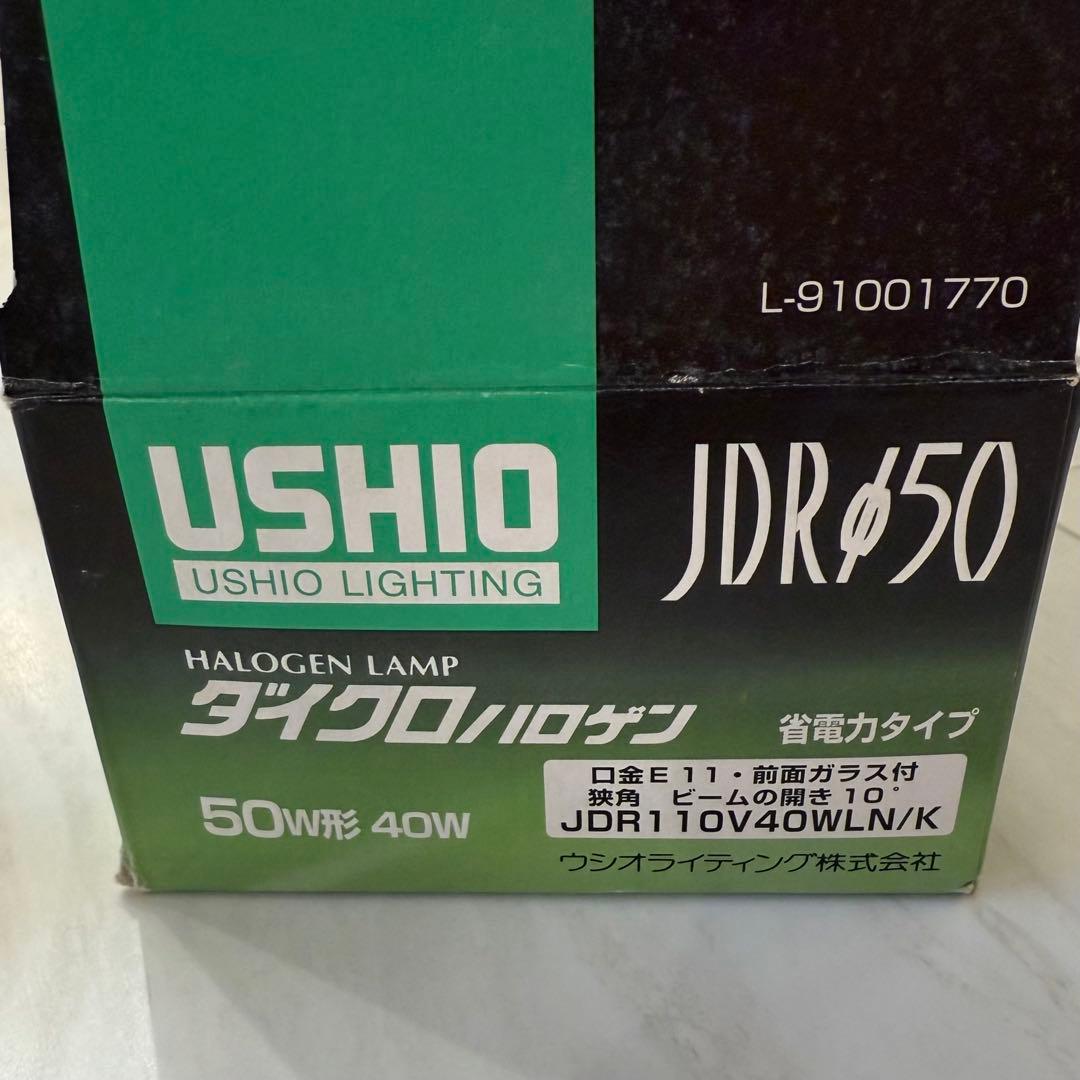 L-91001770
USHIO
USHIO LIGHTING
JDRφ50
HALOGEN LAMP
ダイクロハロゲン
省電力タイプ
50W形 40W
口金E11・前面ガラス付
狭角 ビームの開き10°
JDR110V40WLN/K
ウシオライティング株式会社